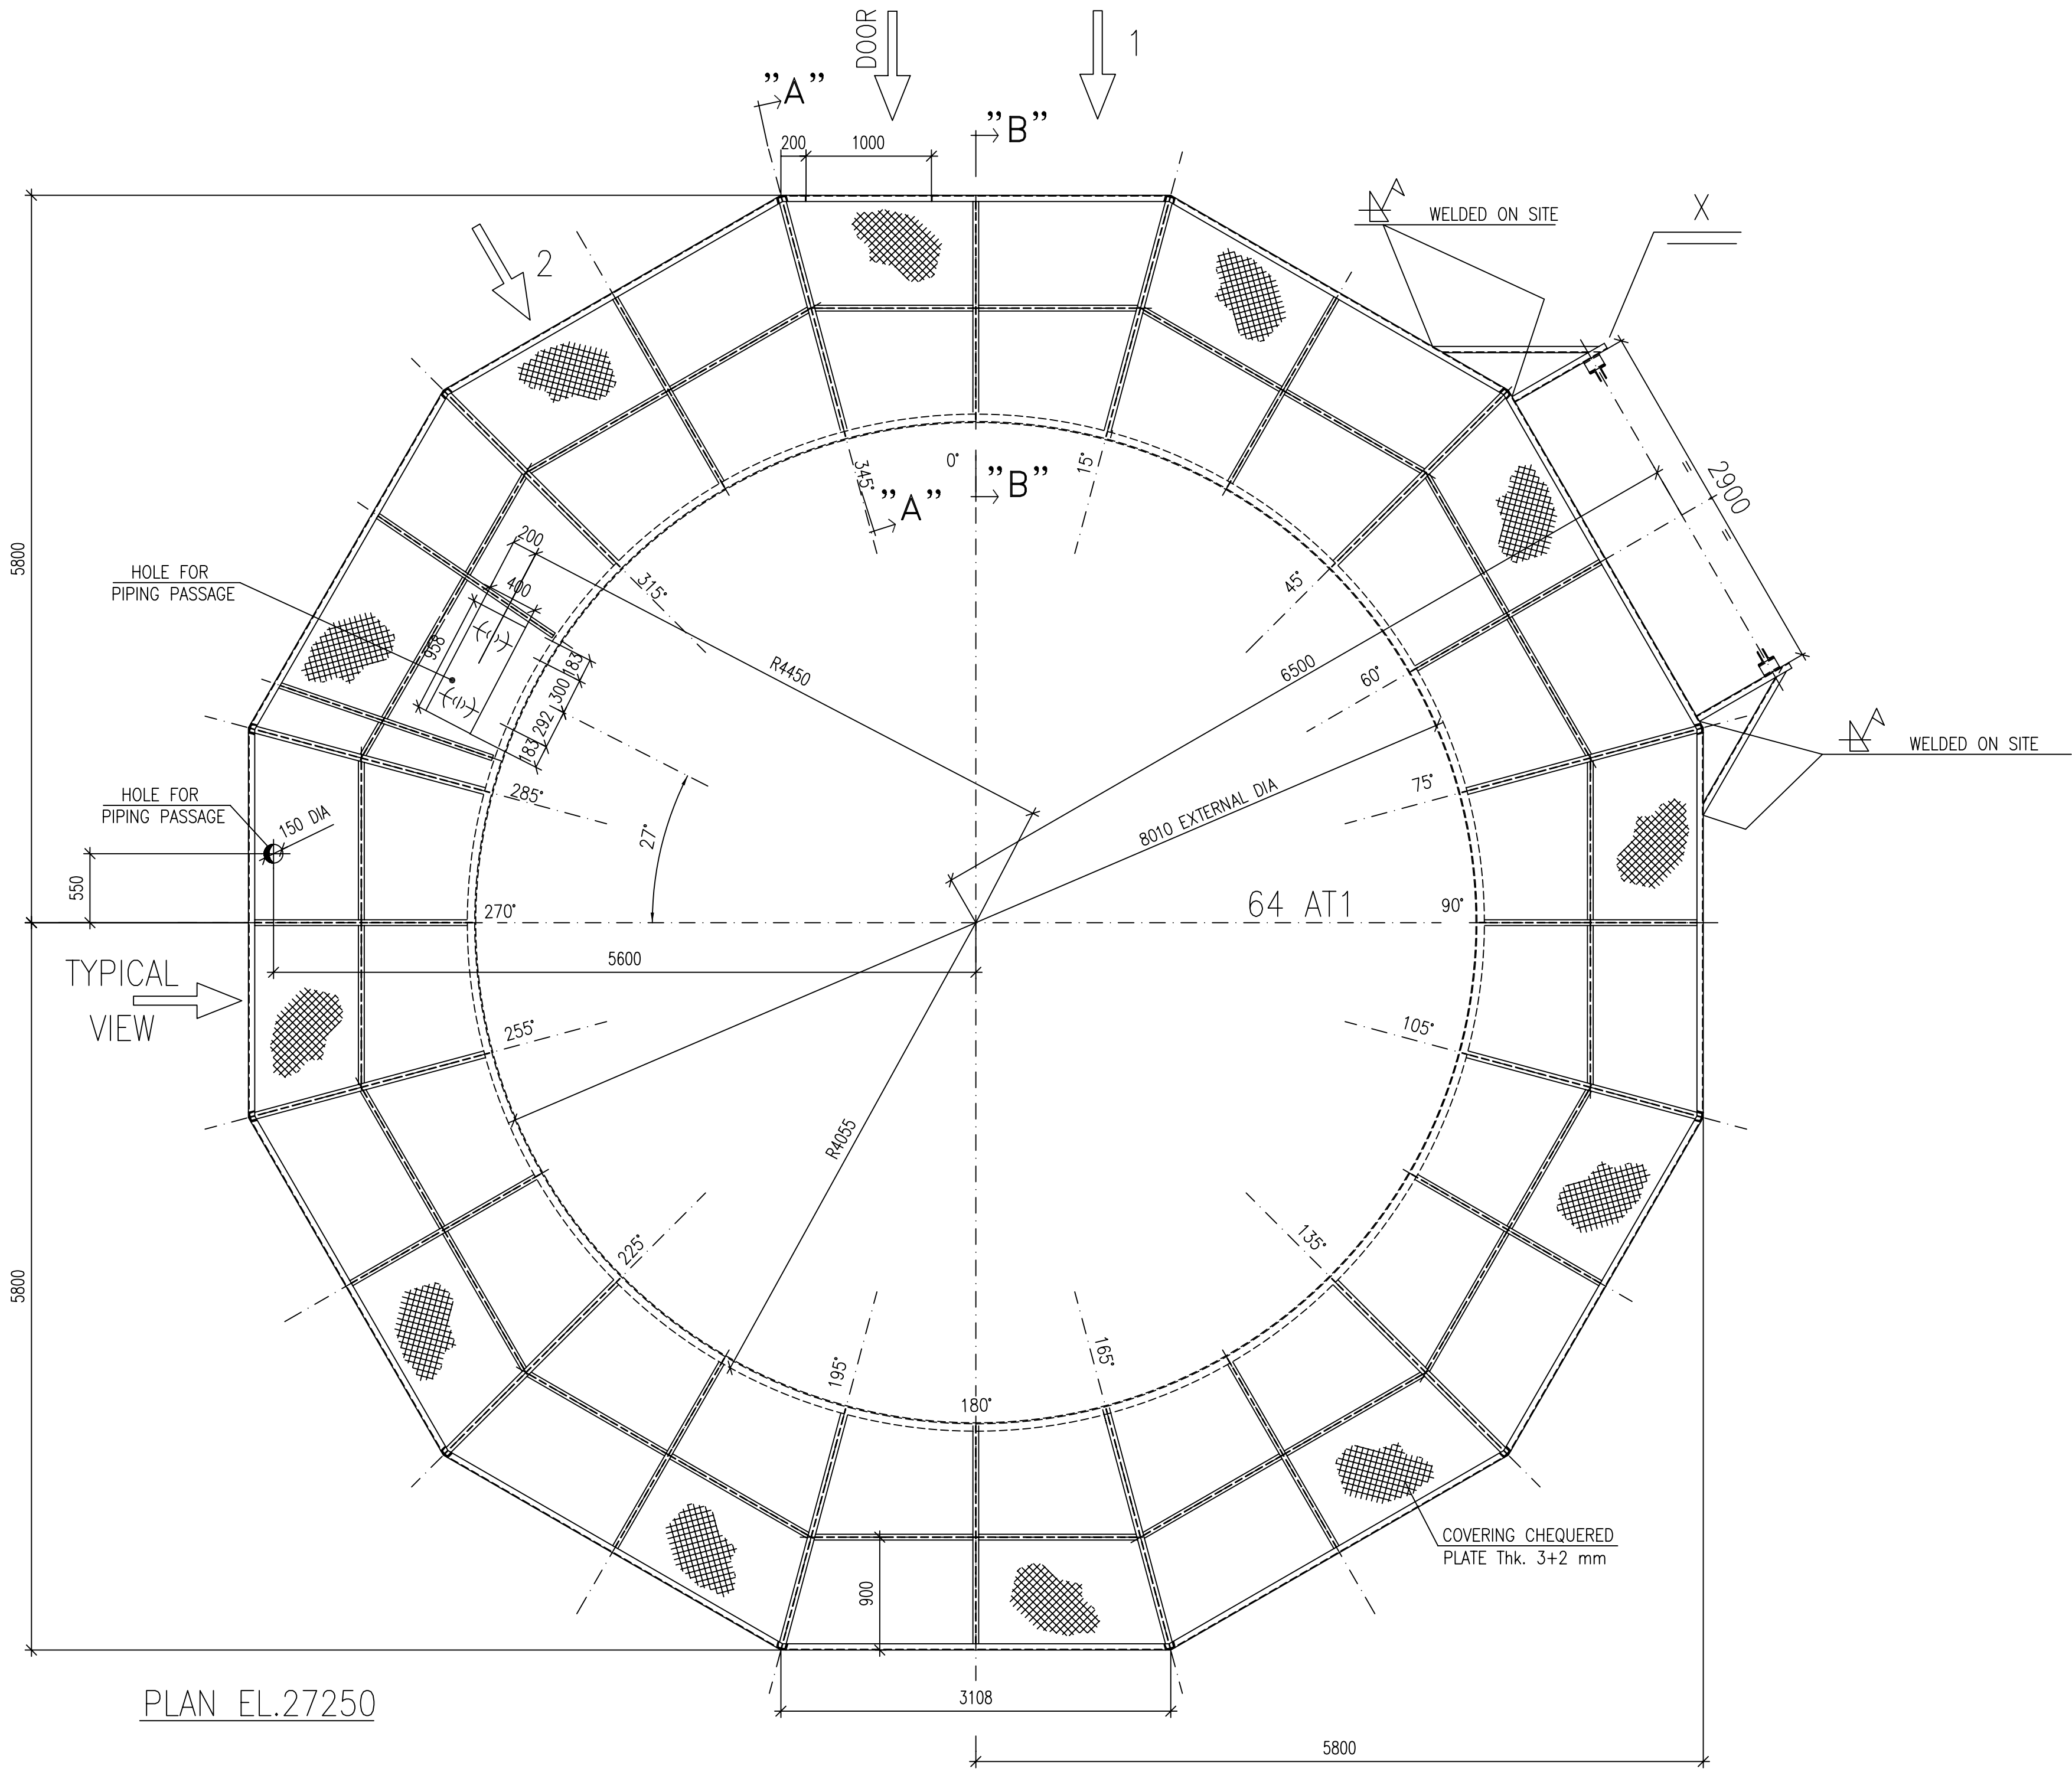 DOOR
1
"A"
"B"
200
1000
WELDED ON SITE
X
2
2900
=
=
0°
"B"
15°
345°
"A"
200
400
315°
45°
HOLE FOR
PIPING PASSAGE
958
183
300
292
183
R4450
6500
60°
5800
WELDED ON SITE
285°
75°
27°
8010 EXTERNAL DIA
HOLE FOR
PIPING PASSAGE
150 DIA
550
270°
64 AT1
90°
5600
TYPICAL
VIEW
255°
105°
R4055
225°
135°
195°
165°
180°
5800
COVERING CHEQUERED
PLATE Thk. 3+2 mm
900
PLAN EL.27250
3108
5800